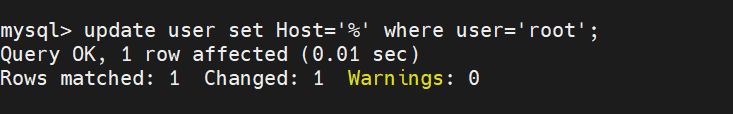 mysql> update user set Host='%' where user='root';
Query OK, 1 row affected (0.01 sec)
Rows matched: 1  Changed: 1  Warnings: 0